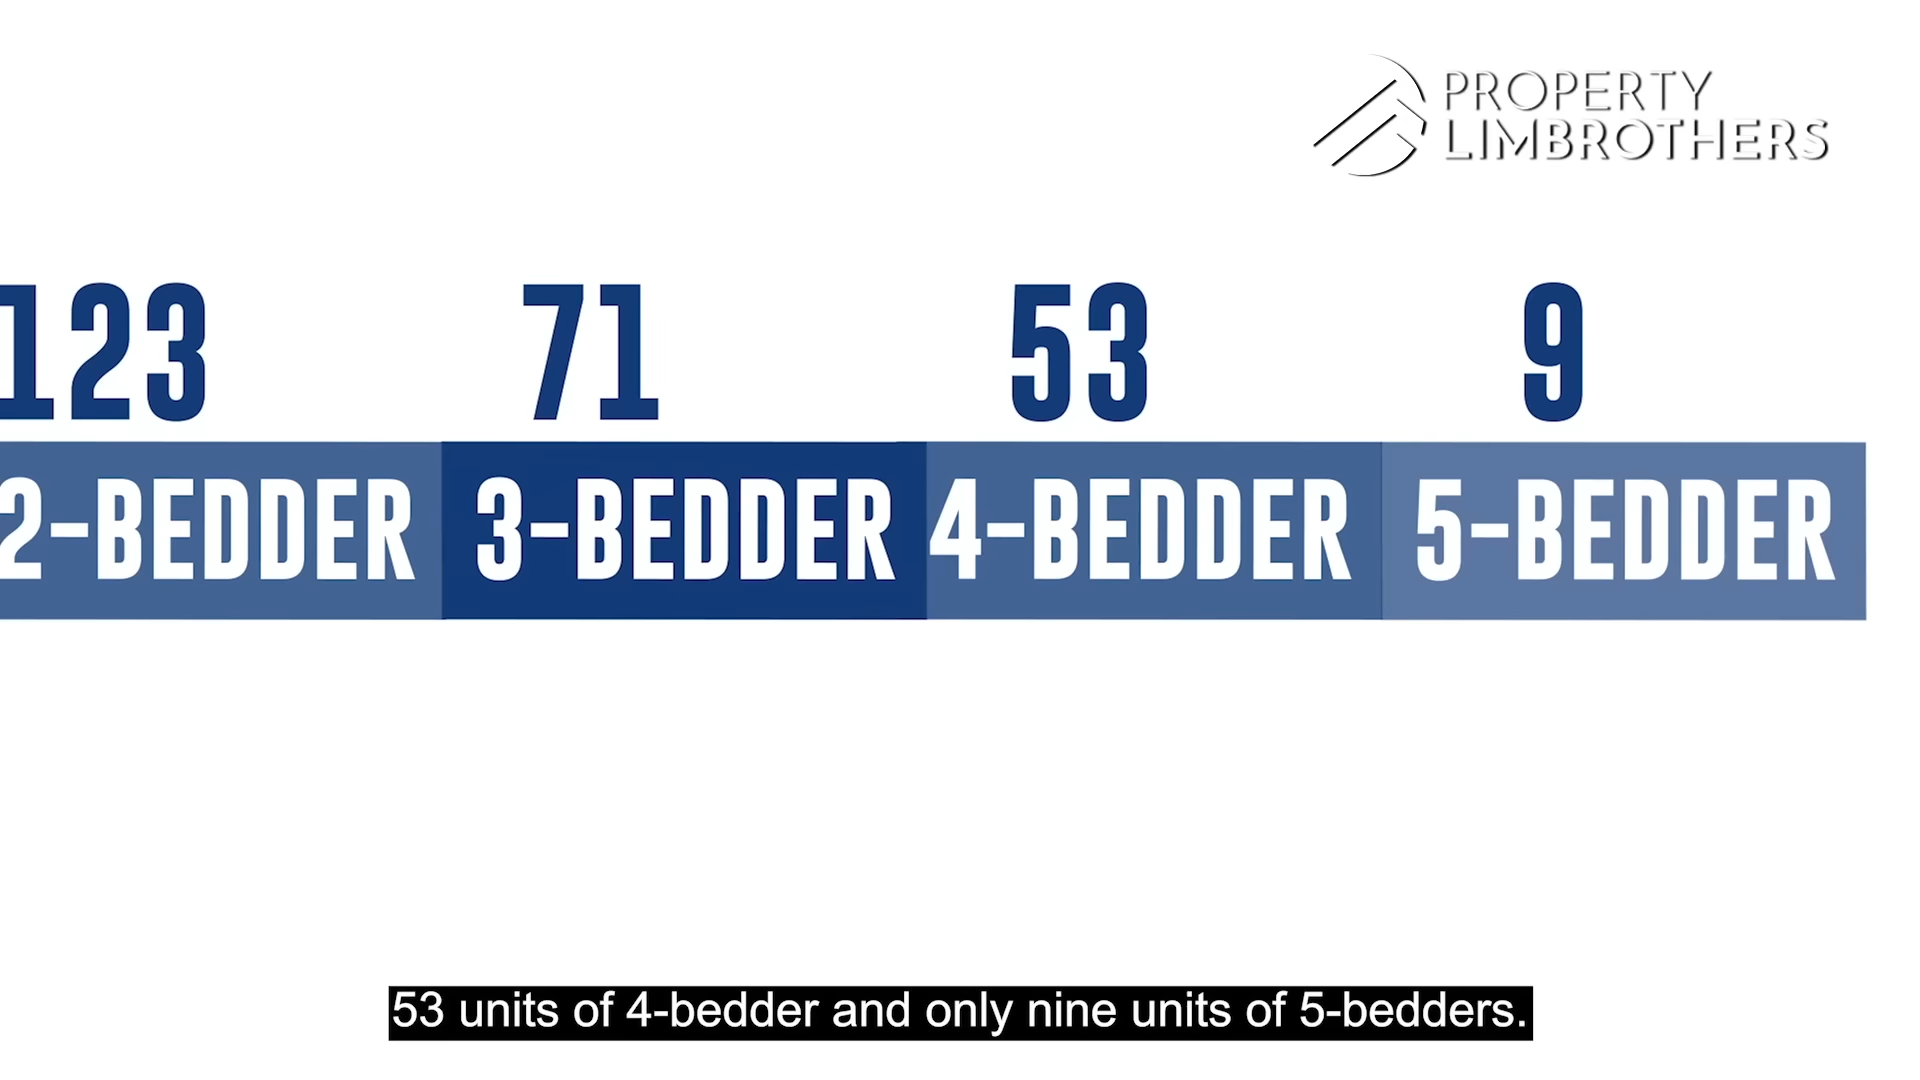 PROPERTY
LIMBROTHERS
123 71 53 9
2-BEDDER 3-BEDDER 4-BEDDER 5-BEDDER
53 units of 4-bedder and only nine units of 5-bedders.